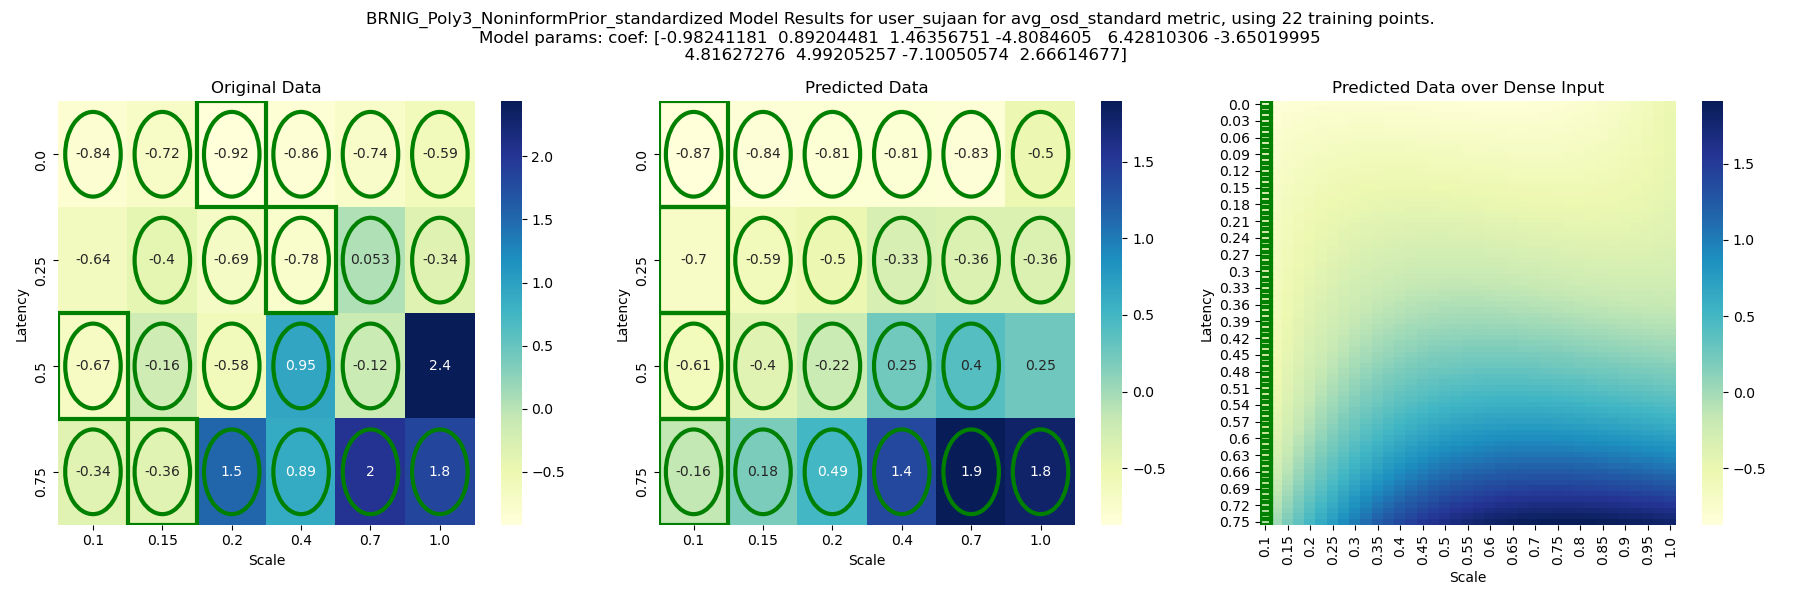 BRNIG_Poly3_NoninformPrior_standardized Model Results for user_sujaan for avg_osd_standard metric, using 22 training points.
Model params: coef: [-0.98241181  0.89204481  1.46356751 -4.8084605   6.42810306 -3.65019995
4.81627276  4.99205257 -7.10050574  2.66614677]
Original Data
Latency
0.0
0.25
0.5
0.75
-0.84 -0.72 -0.92 -0.86 -0.74 -0.59
-0.64 -0.4 -0.69 -0.78 0.053 -0.34
-0.67 -0.16 -0.58 0.95 -0.12 2.4
-0.34 -0.36 1.5 0.89 2 1.8
0.1 0.15 0.2 0.4 0.7 1.0
Scale
2.0
1.5
1.0
0.5
0.0
−0.5
Predicted Data
Latency
0.0
0.25
0.5
0.75
-0.87 -0.84 -0.81 -0.81 -0.83 -0.5
-0.7 -0.59 -0.5 -0.33 -0.36 -0.36
-0.61 -0.4 -0.22 0.25 0.4 0.25
-0.16 0.18 0.49 1.4 1.9 1.8
0.1 0.15 0.2 0.4 0.7 1.0
Scale
1.5
1.0
0.5
0.0
−0.5
Predicted Data over Dense Input
Latency
0.0
0.03
0.06
0.09
0.12
0.15
0.18
0.21
0.24
0.27
0.3
0.33
0.36
0.39
0.42
0.45
0.48
0.51
0.54
0.57
0.6
0.63
0.66
0.69
0.72
0.75
0.1 0.15 0.2 0.25 0.3 0.35 0.4 0.45 0.5 0.55 0.6 0.65 0.7 0.75 0.8 0.85 0.9 0.95 1.0
Scale
1.5
1.0
0.5
0.0
−0.5